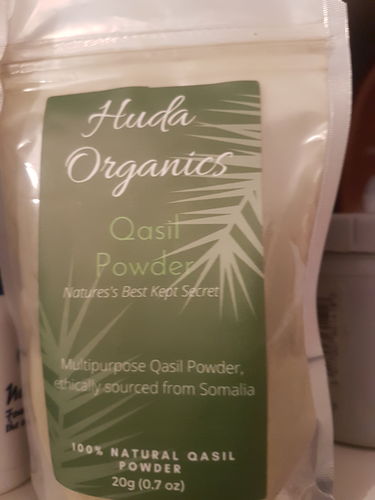 Huda
Organics
Qasil
Powder
Natures's Best Kept Secret
Multipurpose Qasil Powder,
ethically sourced from Somalia
100% NATURAL QASIL
POWDER
20g (0.7 oz)